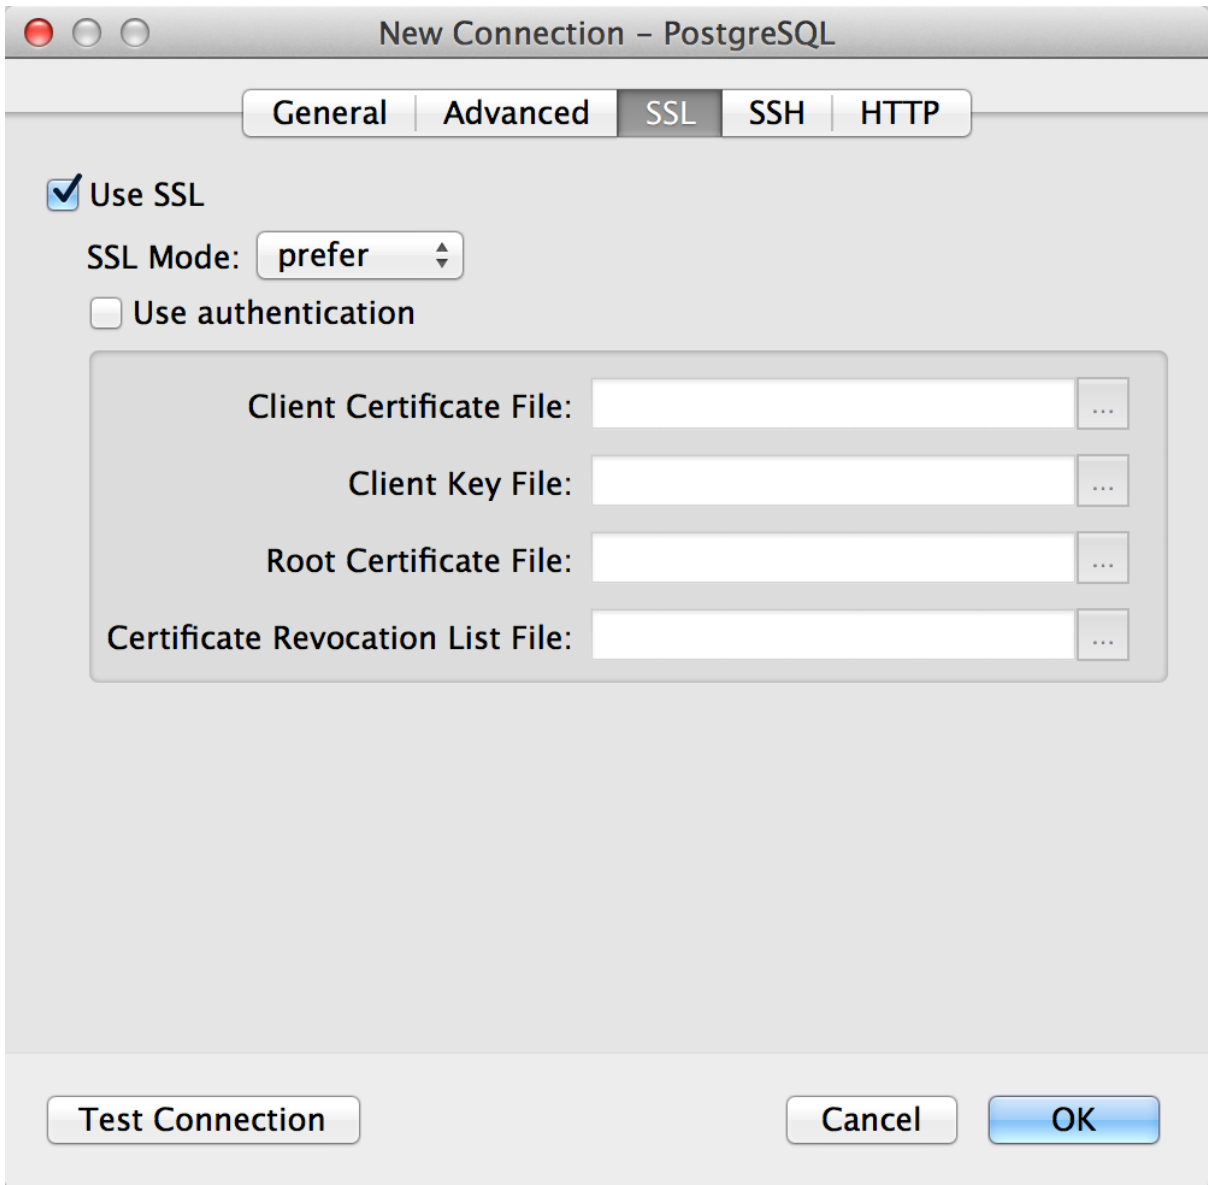 New Connection – PostgreSQL
General Advanced SSL SSH HTTP
Use SSL
SSL Mode: prefer
Use authentication
Client Certificate File: ...
Client Key File: ...
Root Certificate File: ...
Certificate Revocation List File: ...
Test Connection Cancel OK